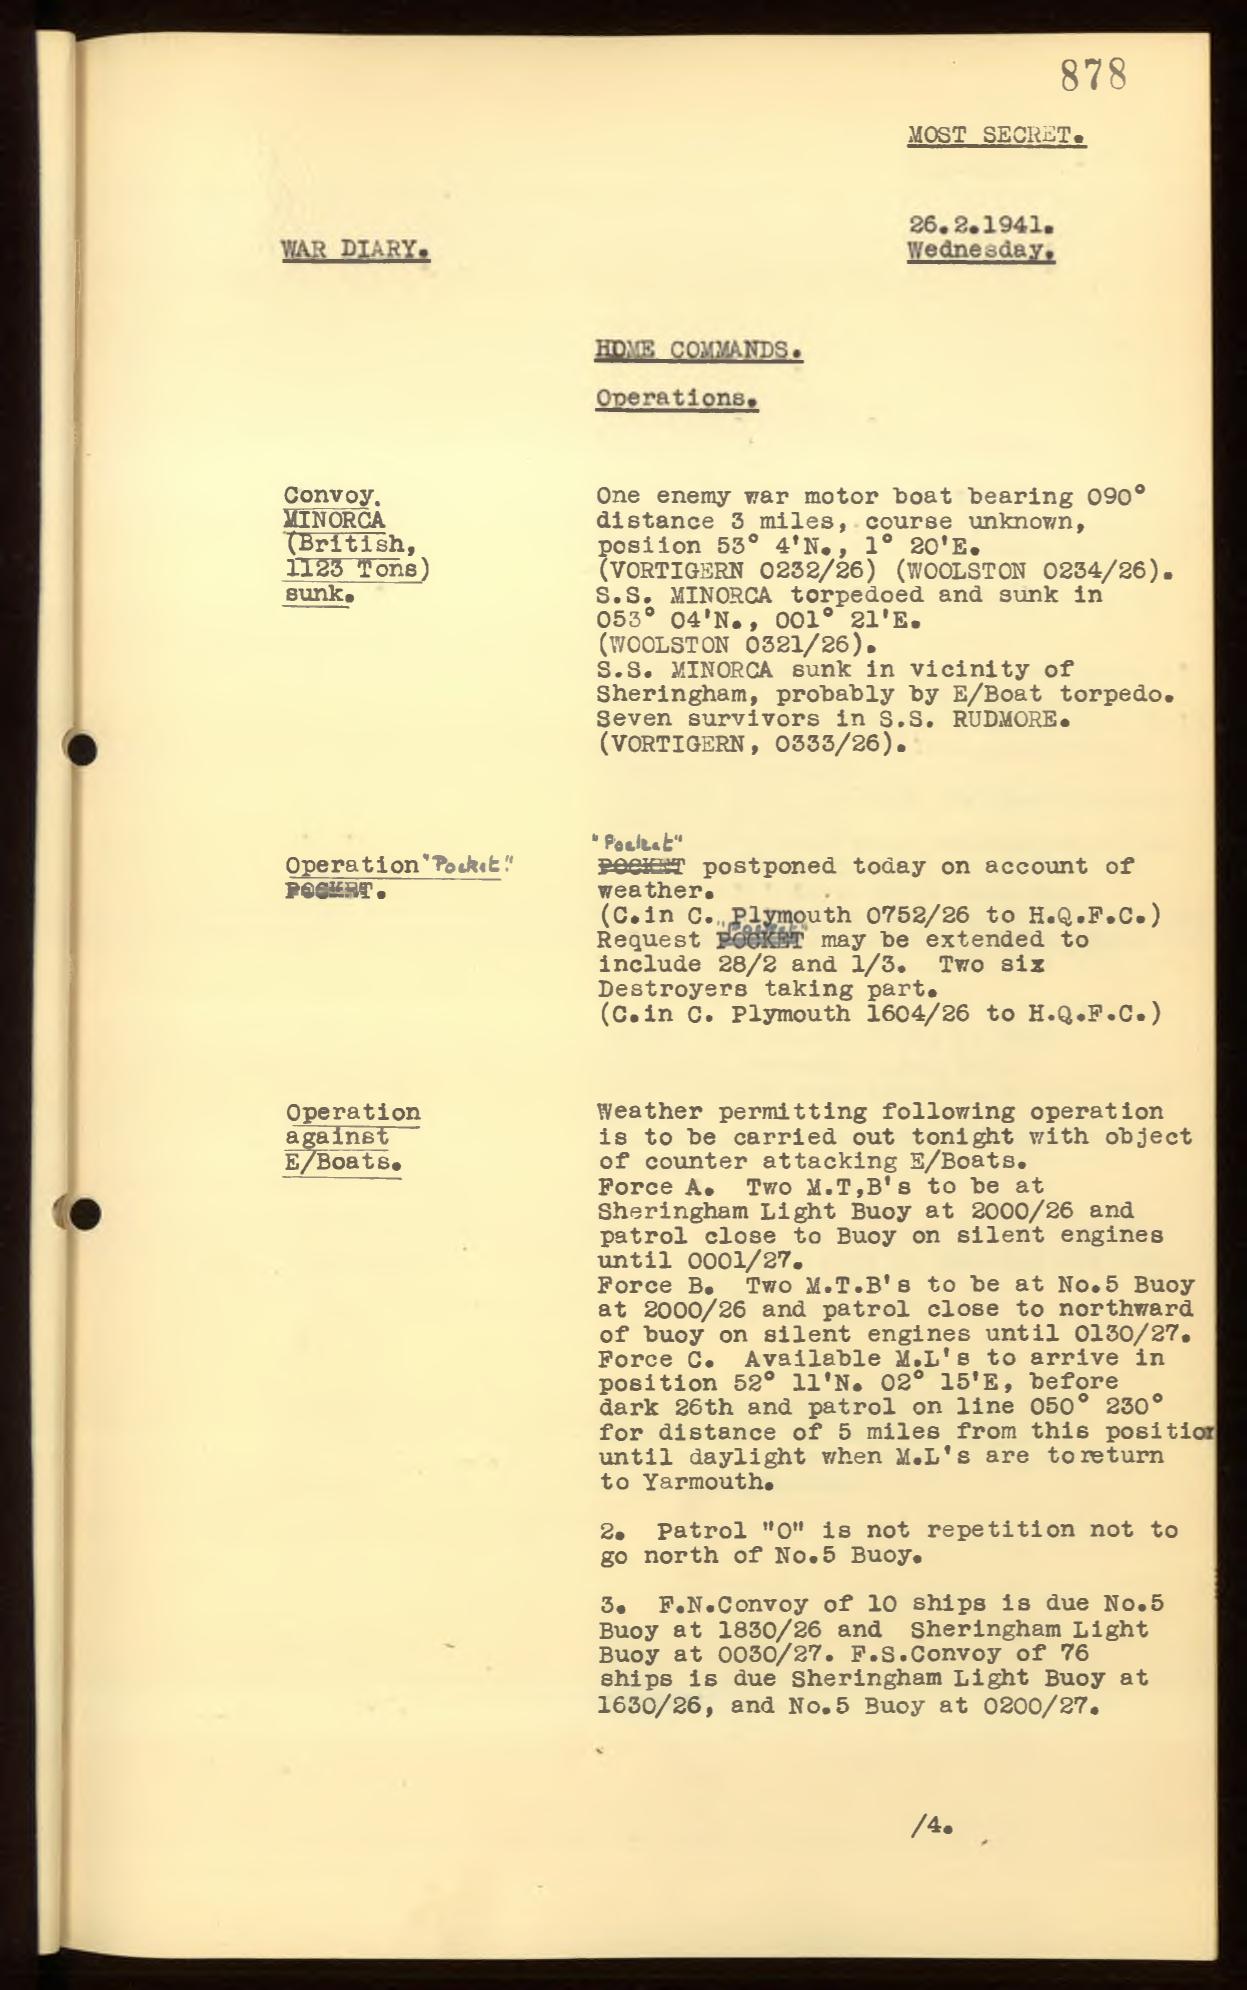 878
MOST SECRET.
26.2.1941.
WAR DIARY.
Wednesday.
HOME COMMANDS.
Operations.
Convoy.
MINORCA
(British,
1123 Tons)
sunk.
One enemy war motor boat bearing 090°
distance 3 miles, course unknown,
posiion 53° 4'N., 1° 20'E.
(VORTIGERN 0232/26) (WOOLSTON 0234/26).
S.S. MINORCA torpedoed and sunk in
053° 04'N., 001° 21'E.
(WOOLSTON 0321/26).
S.S. MINORCA sunk in vicinity of
Sheringham, probably by E/Boat torpedo.
Seven survivors in S.S. RUDMORE.
(VORTIGERN, 0333/26).
Operation "Pocket."
POCKET.
"Pocket"
POCKET postponed today on account of
weather.
(C.in C. Plymouth 0752/26 to H.Q.F.C.)
"Pocket"
Request POCKET may be extended to
include 28/2 and 1/3. Two six
Destroyers taking part.
(C.in C. Plymouth 1604/26 to H.Q.F.C.)
Operation
against
E/Boats.
Weather permitting following operation
is to be carried out tonight with object
of counter attacking E/Boats.
Force A. Two M.T,B's to be at
Sheringham Light Buoy at 2000/26 and
patrol close to Buoy on silent engines
until 0001/27.
Force B. Two M.T.B's to be at No.5 Buoy
at 2000/26 and patrol close to northward
of buoy on silent engines until 0130/27.
Force C. Available M.L's to arrive in
position 52° 11'N. 02° 15'E, before
dark 26th and patrol on line 050° 230°
for distance of 5 miles from this position
until daylight when M.L's are to return
to Yarmouth.
2. Patrol "O" is not repetition not to
go north of No.5 Buoy.
3. F.N.Convoy of 10 ships is due No.5
Buoy at 1830/26 and Sheringham Light
Buoy at 0030/27. F.S.Convoy of 76
ships is due Sheringham Light Buoy at
1630/26, and No.5 Buoy at 0200/27.
/4.